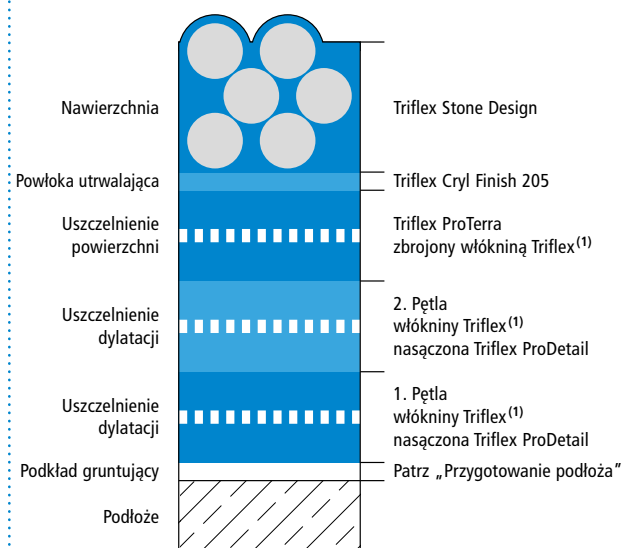 Nawierzchnia
Triflex Stone Design
Powłoka utrwalająca
Triflex Cryl Finish 205
Uszczelnienie
powierzchni
Triflex ProTerra
zbrojony włókniną Triflex(1)
Uszczelnienie
dylatacji
2. Pętla
włókniny Triflex(1)
nasączona Triflex ProDetail
Uszczelnienie
dylatacji
1. Pętla
włókniny Triflex(1)
nasączona Triflex ProDetail
Podkład gruntujący
Patrz „Przygotowanie podłoża”
Podłoże